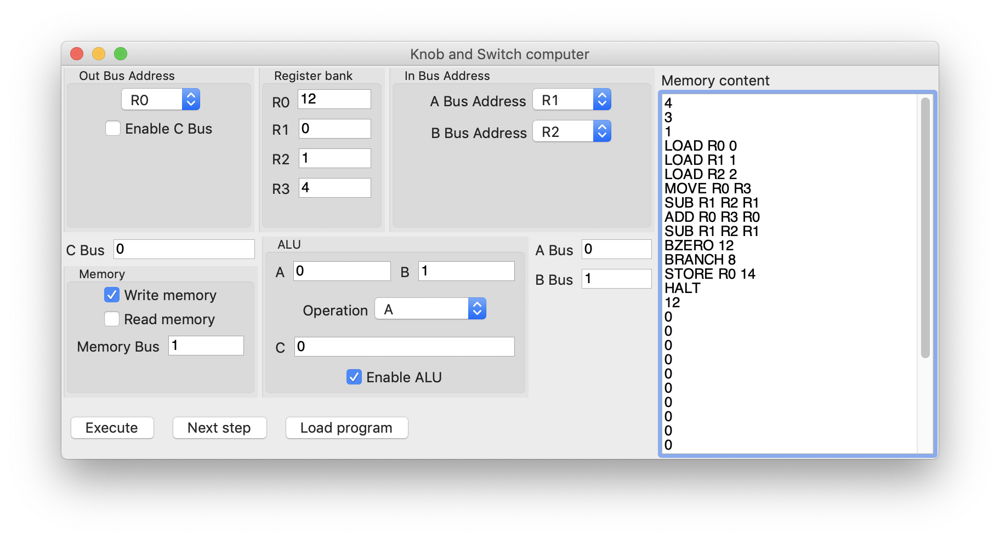 Knob and Switch computer
Out Bus Address
R0
Enable C Bus
Register bank
R0 12
R1 0
R2 1
R3 4
In Bus Address
A Bus Address R1
B Bus Address R2
C Bus 0
Memory
Write memory
Read memory
Memory Bus 1
ALU
A 0 B 1
Operation A
C 0
Enable ALU
A Bus 0
B Bus 1
Execute Next step Load program
Memory content
4
3
1
LOAD R0 0
LOAD R1 1
LOAD R2 2
MOVE R0 R3
SUB R1 R2 R1
ADD R0 R3 R0
SUB R1 R2 R1
BZERO 12
BRANCH 8
STORE R0 14
HALT
12
0
0
0
0
0
0
0
0
0
0